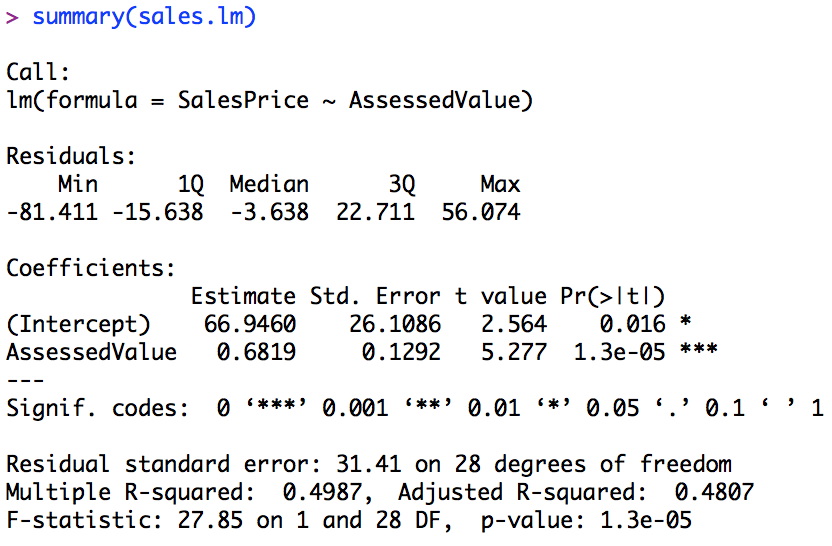 > summary(sales.lm)
Call:
lm(formula = SalesPrice ~ AssessedValue)
Residuals:
    Min      1Q  Median      3Q     Max
-81.411 -15.638  -3.638  22.711  56.074
Coefficients:
              Estimate Std. Error t value Pr(>|t|)
(Intercept)    66.9460    26.1086   2.564    0.016 *
AssessedValue   0.6819     0.1292   5.277  1.3e-05 ***
---
Signif. codes:  0 ‘***’ 0.001 ‘**’ 0.01 ‘*’ 0.05 ‘.’ 0.1 ‘ ’ 1
Residual standard error: 31.41 on 28 degrees of freedom
Multiple R-squared:  0.4987,  Adjusted R-squared:  0.4807
F-statistic: 27.85 on 1 and 28 DF,  p-value: 1.3e-05